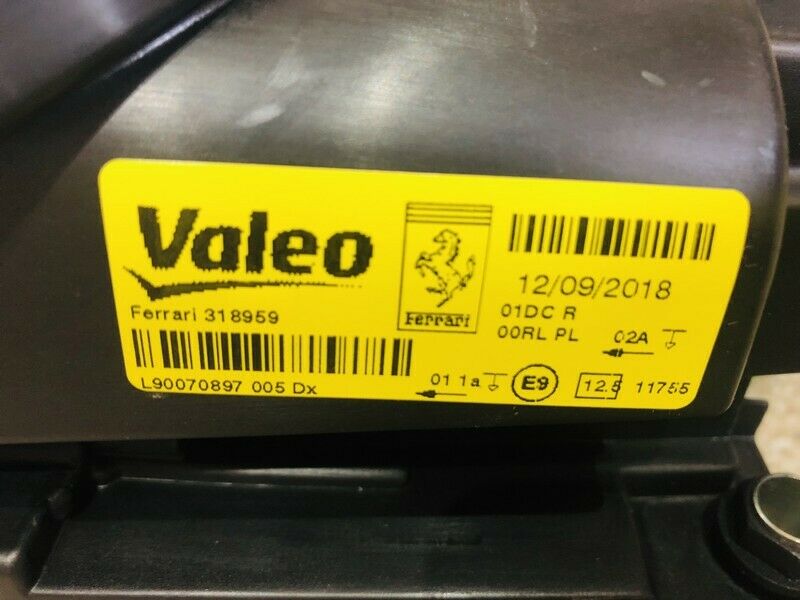 Valeo
Ferrari 318959
L90070897 005 Dx
Ferrari
12/09/2018
01DC R
00RL PL 02A
01 1a E9 12.5 11755